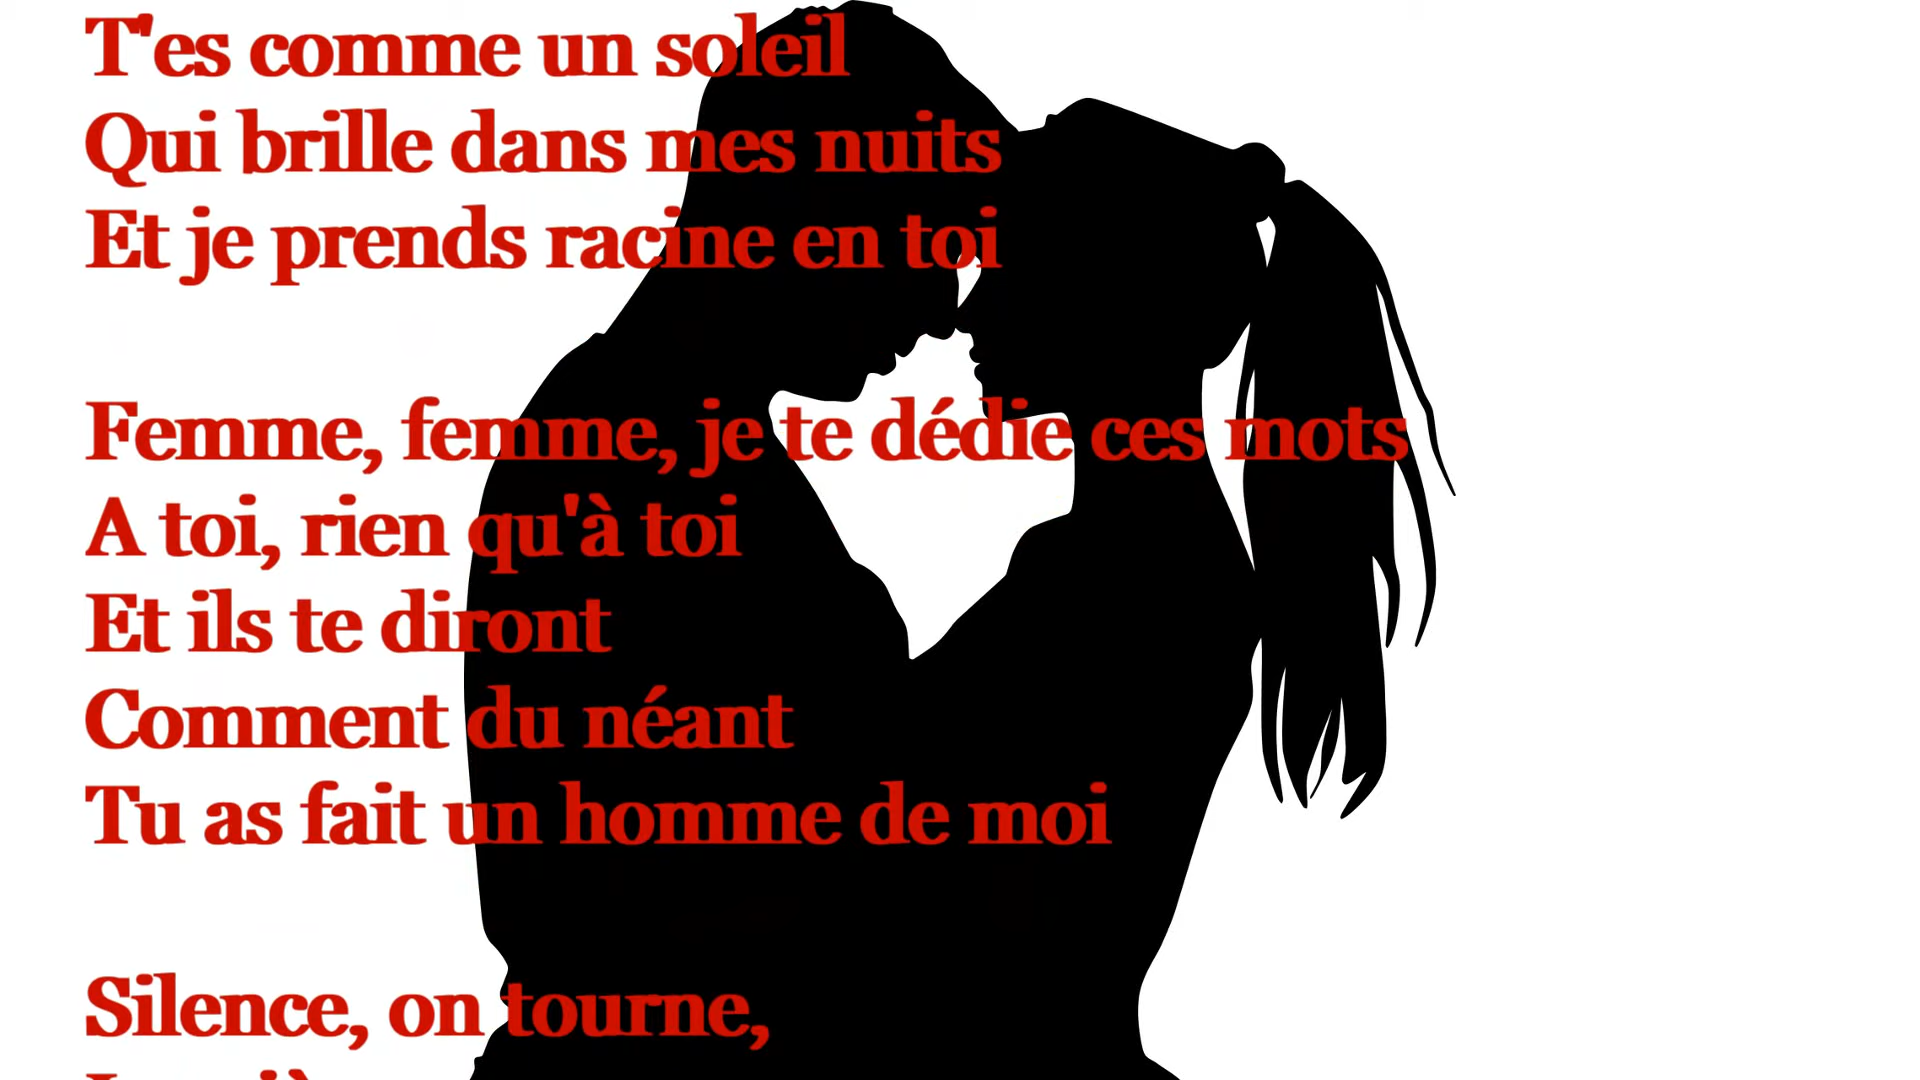 T'es comme un soleil
Qui brille dans mes nuits
Et je prends racine en toi
Femme, femme, je te dédie ces mots
A toi, rien qu'à toi
Et ils te diront
Comment du néant
Tu as fait un homme de moi
Silence, on tourne,